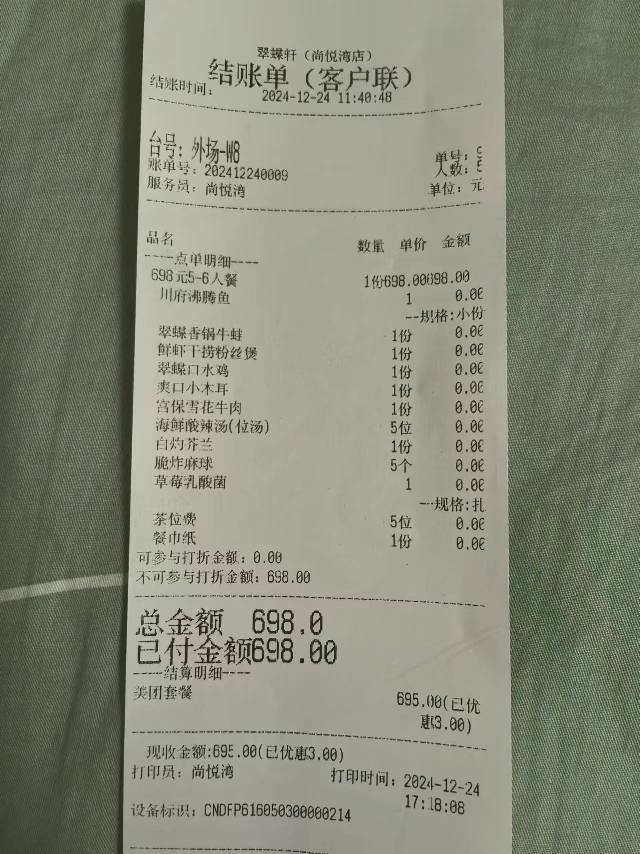 翠蝶轩（尚悦湾店）
结账单（客户联）
结账时间：
2024-12-24 11:40:48
台号：外场-W8
单号：
账单号：202412240009
人数：5
服务员：尚悦湾
单位：元
品名 数量 单价 金额
-----点单明细----
698元5-6人餐 1份698.00698.00
川府沸腾鱼 1 0.00
--规格:小份
翠蝶香锅牛蛙 1份 0.00
鲜虾干捞粉丝煲 1份 0.00
翠蝶口水鸡 1份 0.00
爽口小木耳 1份 0.00
宫保雪花牛肉 1份 0.00
海鲜酸辣汤(位汤) 5位 0.00
白灼芥兰 1份 0.00
脆炸麻球 5个 0.00
草莓乳酸菌 1 0.00
--规格:扎
茶位费 5位 0.00
餐巾纸 1份 0.00
可参与打折金额：0.00
不可参与打折金额：698.00
总金额 698.0
已付金额698.00
-----结算明细----
美团套餐 695.00(已优
惠3.00)
现收金额:695.00(已优惠3.00)
打印员：尚悦湾 打印时间：2024-12-24
17:18:08
设备标识：CNDFP616050300000214